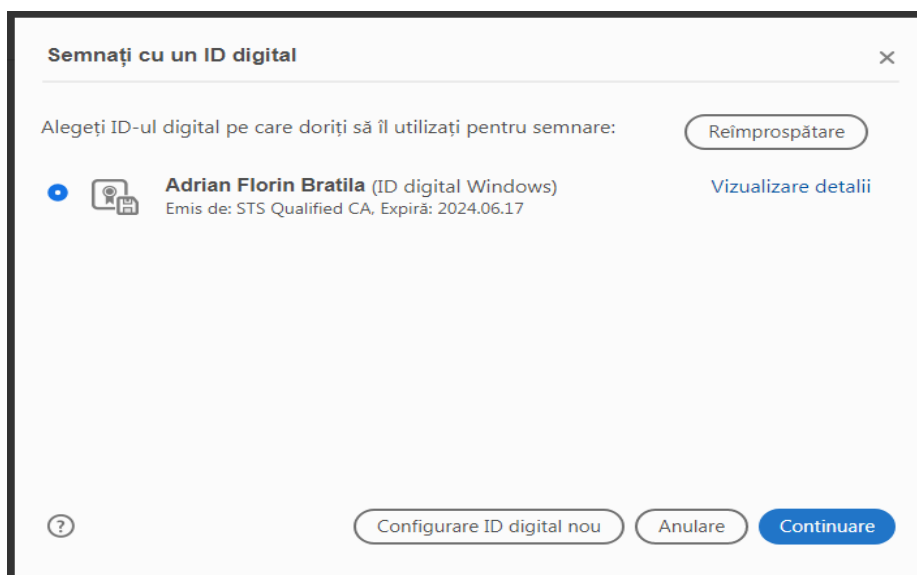 Semnați cu un ID digital
Alegeți ID-ul digital pe care doriți să îl utilizați pentru semnare:
Reîmprospătare
Adrian Florin Bratila (ID digital Windows)
Vizualizare detalii
Emis de: STS Qualified CA, Expiră: 2024.06.17
?
Configurare ID digital nou
Anulare
Continuare